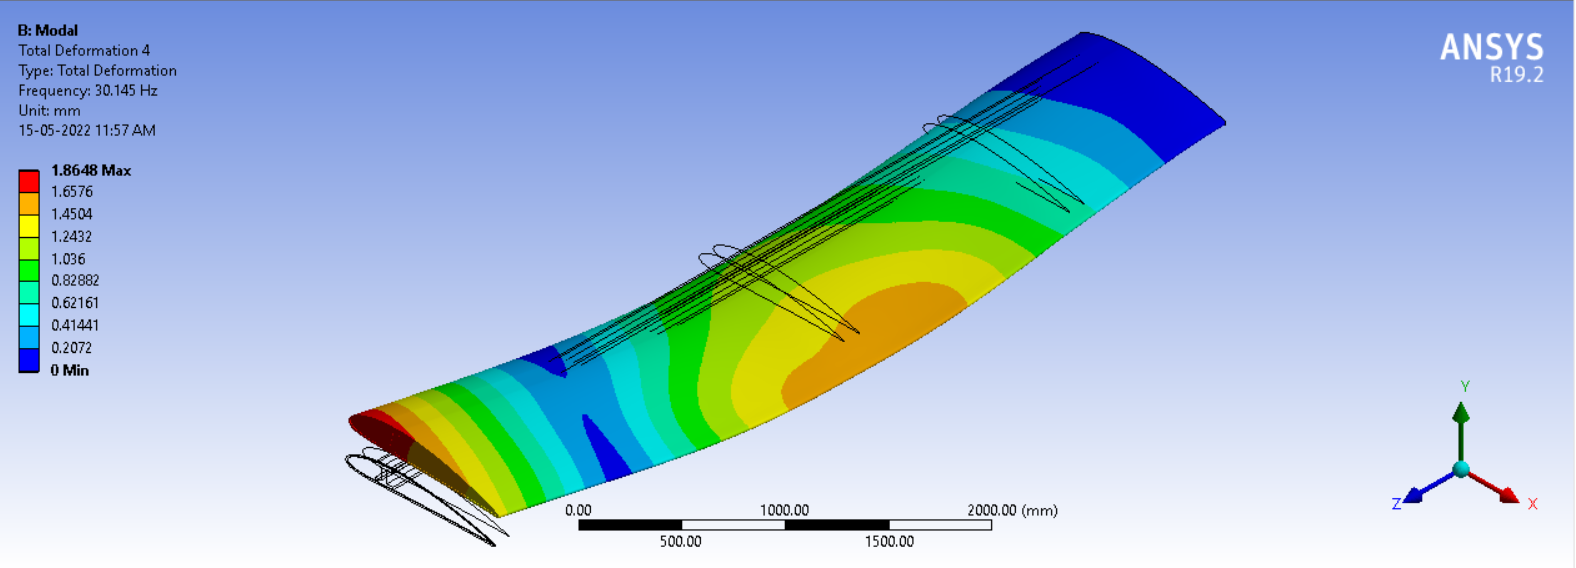 B: Modal
Total Deformation 4
Type: Total Deformation
Frequency: 30.145 Hz
Unit: mm
15-05-2022 11:57 AM
1.8648 Max
1.6576
1.4504
1.2432
1.036
0.82882
0.62161
0.41441
0.2072
0 Min
ANSYS
R19.2
0.00 1000.00 2000.00 (mm)
500.00 1500.00
Y
Z X